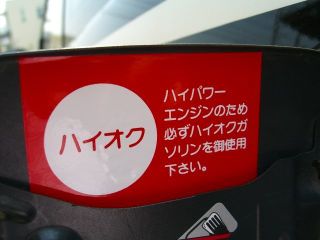 ハイオク
ハイパワー
エンジンのため
必ずハイオクガ
ソリンを御使用
下さい。